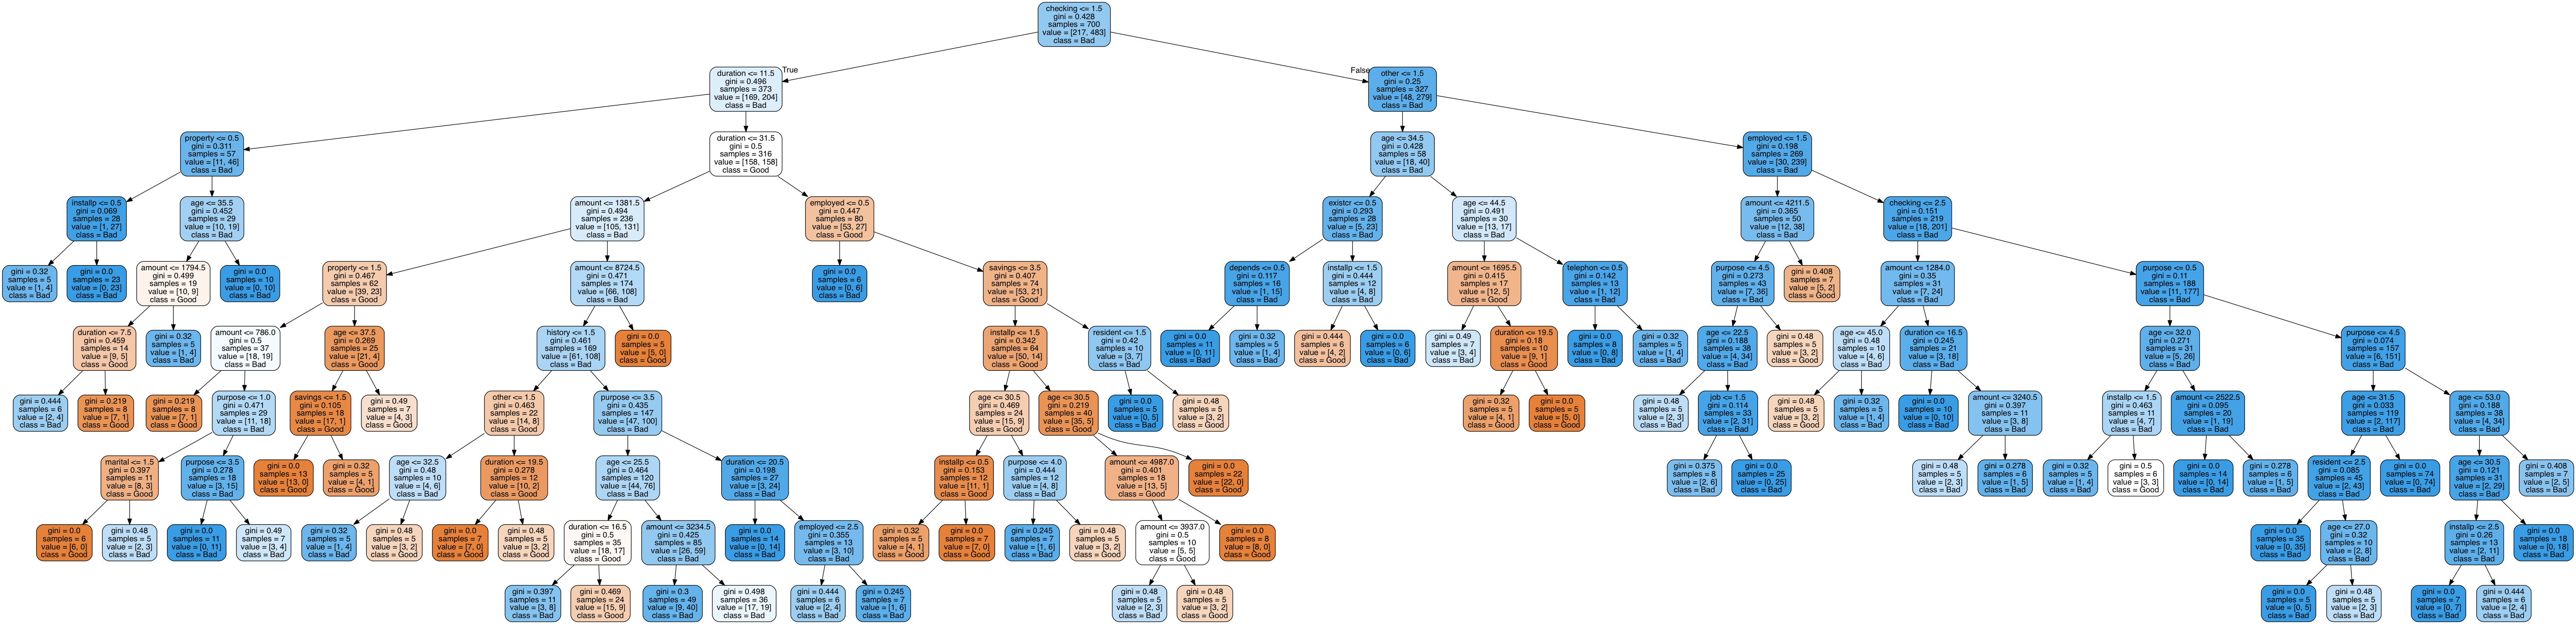 checking <= 1.5
gini = 0.428
samples = 700
value = [217, 483]
class = Bad
True
False
duration <= 11.5
gini = 0.496
samples = 373
value = [169, 204]
class = Bad
other <= 1.5
gini = 0.25
samples = 327
value = [48, 279]
class = Bad
property <= 0.5
gini = 0.311
samples = 57
value = [11, 46]
class = Bad
duration <= 31.5
gini = 0.5
samples = 316
value = [158, 158]
class = Good
age <= 34.5
gini = 0.428
samples = 58
value = [18, 40]
class = Bad
employed <= 1.5
gini = 0.198
samples = 269
value = [30, 239]
class = Bad
installp <= 0.5
gini = 0.069
samples = 28
value = [1, 27]
class = Bad
age <= 35.5
gini = 0.452
samples = 29
value = [10, 19]
class = Bad
amount <= 1381.5
gini = 0.494
samples = 236
value = [105, 131]
class = Bad
employed <= 0.5
gini = 0.447
samples = 80
value = [53, 27]
class = Good
existcr <= 0.5
gini = 0.293
samples = 28
value = [5, 23]
class = Bad
age <= 44.5
gini = 0.491
samples = 30
value = [13, 17]
class = Bad
amount <= 4211.5
gini = 0.365
samples = 50
value = [12, 38]
class = Bad
checking <= 2.5
gini = 0.151
samples = 219
value = [18, 201]
class = Bad
gini = 0.32
samples = 5
value = [1, 4]
class = Bad
gini = 0.0
samples = 23
value = [0, 23]
class = Bad
amount <= 1794.5
gini = 0.499
samples = 19
value = [10, 9]
class = Good
gini = 0.0
samples = 10
value = [0, 10]
class = Bad
property <= 1.5
gini = 0.467
samples = 62
value = [39, 23]
class = Good
amount <= 8724.5
gini = 0.471
samples = 174
value = [66, 108]
class = Bad
gini = 0.0
samples = 6
value = [0, 6]
class = Bad
savings <= 3.5
gini = 0.407
samples = 74
value = [53, 21]
class = Good
depends <= 0.5
gini = 0.117
samples = 16
value = [1, 15]
class = Bad
installp <= 1.5
gini = 0.444
samples = 12
value = [4, 8]
class = Bad
amount <= 1695.5
gini = 0.415
samples = 17
value = [12, 5]
class = Good
telephon <= 0.5
gini = 0.142
samples = 13
value = [1, 12]
class = Bad
purpose <= 4.5
gini = 0.273
samples = 43
value = [7, 36]
class = Bad
gini = 0.408
samples = 7
value = [5, 2]
class = Good
amount <= 1284.0
gini = 0.35
samples = 31
value = [7, 24]
class = Bad
purpose <= 0.5
gini = 0.11
samples = 188
value = [11, 177]
class = Bad
duration <= 7.5
gini = 0.459
samples = 14
value = [9, 5]
class = Good
gini = 0.32
samples = 5
value = [1, 4]
class = Bad
amount <= 786.0
gini = 0.5
samples = 37
value = [18, 19]
class = Bad
age <= 37.5
gini = 0.269
samples = 25
value = [21, 4]
class = Good
history <= 1.5
gini = 0.461
samples = 169
value = [61, 108]
class = Bad
gini = 0.0
samples = 5
value = [5, 0]
class = Good
installp <= 1.5
gini = 0.342
samples = 64
value = [50, 14]
class = Good
resident <= 1.5
gini = 0.42
samples = 10
value = [3, 7]
class = Bad
gini = 0.0
samples = 11
value = [0, 11]
class = Bad
gini = 0.32
samples = 5
value = [1, 4]
class = Bad
gini = 0.444
samples = 6
value = [4, 2]
class = Good
gini = 0.0
samples = 6
value = [0, 6]
class = Bad
gini = 0.49
samples = 7
value = [3, 4]
class = Bad
duration <= 19.5
gini = 0.18
samples = 10
value = [9, 1]
class = Good
gini = 0.0
samples = 8
value = [0, 8]
class = Bad
gini = 0.32
samples = 5
value = [1, 4]
class = Bad
age <= 22.5
gini = 0.188
samples = 38
value = [4, 34]
class = Bad
gini = 0.48
samples = 5
value = [3, 2]
class = Good
age <= 45.0
gini = 0.48
samples = 10
value = [4, 6]
class = Bad
duration <= 16.5
gini = 0.245
samples = 21
value = [3, 18]
class = Bad
age <= 32.0
gini = 0.271
samples = 31
value = [5, 26]
class = Bad
purpose <= 4.5
gini = 0.074
samples = 157
value = [6, 151]
class = Bad
gini = 0.444
samples = 6
value = [2, 4]
class = Bad
gini = 0.219
samples = 8
value = [7, 1]
class = Good
gini = 0.219
samples = 8
value = [7, 1]
class = Good
purpose <= 1.0
gini = 0.471
samples = 29
value = [11, 18]
class = Bad
savings <= 1.5
gini = 0.105
samples = 18
value = [17, 1]
class = Good
gini = 0.49
samples = 7
value = [4, 3]
class = Good
other <= 1.5
gini = 0.463
samples = 22
value = [14, 8]
class = Good
purpose <= 3.5
gini = 0.435
samples = 147
value = [47, 100]
class = Bad
age <= 30.5
gini = 0.469
samples = 24
value = [15, 9]
class = Good
age <= 30.5
gini = 0.219
samples = 40
value = [35, 5]
class = Good
gini = 0.0
samples = 5
value = [0, 5]
class = Bad
gini = 0.48
samples = 5
value = [3, 2]
class = Good
gini = 0.32
samples = 5
value = [4, 1]
class = Good
gini = 0.0
samples = 5
value = [5, 0]
class = Good
gini = 0.48
samples = 5
value = [2, 3]
class = Bad
job <= 1.5
gini = 0.114
samples = 33
value = [2, 31]
class = Bad
gini = 0.48
samples = 5
value = [3, 2]
class = Good
gini = 0.32
samples = 5
value = [1, 4]
class = Bad
gini = 0.0
samples = 10
value = [0, 10]
class = Bad
amount <= 3240.5
gini = 0.397
samples = 11
value = [3, 8]
class = Bad
installp <= 1.5
gini = 0.463
samples = 11
value = [4, 7]
class = Bad
amount <= 2522.5
gini = 0.095
samples = 20
value = [1, 19]
class = Bad
age <= 31.5
gini = 0.033
samples = 119
value = [2, 117]
class = Bad
age <= 53.0
gini = 0.188
samples = 38
value = [4, 34]
class = Bad
marital <= 1.5
gini = 0.397
samples = 11
value = [8, 3]
class = Good
purpose <= 3.5
gini = 0.278
samples = 18
value = [3, 15]
class = Bad
gini = 0.0
samples = 13
value = [13, 0]
class = Good
gini = 0.32
samples = 5
value = [4, 1]
class = Good
age <= 32.5
gini = 0.48
samples = 10
value = [4, 6]
class = Bad
duration <= 19.5
gini = 0.278
samples = 12
value = [10, 2]
class = Good
age <= 25.5
gini = 0.464
samples = 120
value = [44, 76]
class = Bad
duration <= 20.5
gini = 0.198
samples = 27
value = [3, 24]
class = Bad
installp <= 0.5
gini = 0.153
samples = 12
value = [11, 1]
class = Good
purpose <= 4.0
gini = 0.444
samples = 12
value = [4, 8]
class = Bad
amount <= 4987.0
gini = 0.401
samples = 18
value = [13, 5]
class = Good
gini = 0.0
samples = 22
value = [22, 0]
class = Good
gini = 0.375
samples = 8
value = [2, 6]
class = Bad
gini = 0.0
samples = 25
value = [0, 25]
class = Bad
gini = 0.48
samples = 5
value = [2, 3]
class = Bad
gini = 0.278
samples = 6
value = [1, 5]
class = Bad
gini = 0.32
samples = 5
value = [1, 4]
class = Bad
gini = 0.5
samples = 6
value = [3, 3]
class = Good
gini = 0.0
samples = 14
value = [0, 14]
class = Bad
gini = 0.278
samples = 6
value = [1, 5]
class = Bad
resident <= 2.5
gini = 0.085
samples = 45
value = [2, 43]
class = Bad
gini = 0.0
samples = 74
value = [0, 74]
class = Bad
age <= 30.5
gini = 0.121
samples = 31
value = [2, 29]
class = Bad
gini = 0.408
samples = 7
value = [2, 5]
class = Bad
gini = 0.0
samples = 6
value = [6, 0]
class = Good
gini = 0.48
samples = 5
value = [2, 3]
class = Bad
gini = 0.0
samples = 11
value = [0, 11]
class = Bad
gini = 0.49
samples = 7
value = [3, 4]
class = Bad
gini = 0.32
samples = 5
value = [1, 4]
class = Bad
gini = 0.48
samples = 5
value = [3, 2]
class = Good
gini = 0.0
samples = 7
value = [7, 0]
class = Good
gini = 0.48
samples = 5
value = [3, 2]
class = Good
duration <= 16.5
gini = 0.5
samples = 35
value = [18, 17]
class = Good
amount <= 3234.5
gini = 0.425
samples = 85
value = [26, 59]
class = Bad
gini = 0.0
samples = 14
value = [0, 14]
class = Bad
employed <= 2.5
gini = 0.355
samples = 13
value = [3, 10]
class = Bad
gini = 0.32
samples = 5
value = [4, 1]
class = Good
gini = 0.0
samples = 7
value = [7, 0]
class = Good
gini = 0.245
samples = 7
value = [1, 6]
class = Bad
gini = 0.48
samples = 5
value = [3, 2]
class = Good
amount <= 3937.0
gini = 0.5
samples = 10
value = [5, 5]
class = Good
gini = 0.0
samples = 8
value = [8, 0]
class = Good
gini = 0.0
samples = 35
value = [0, 35]
class = Bad
age <= 27.0
gini = 0.32
samples = 10
value = [2, 8]
class = Bad
installp <= 2.5
gini = 0.26
samples = 13
value = [2, 11]
class = Bad
gini = 0.0
samples = 18
value = [0, 18]
class = Bad
gini = 0.397
samples = 11
value = [3, 8]
class = Bad
gini = 0.469
samples = 24
value = [15, 9]
class = Good
gini = 0.3
samples = 49
value = [9, 40]
class = Bad
gini = 0.498
samples = 36
value = [17, 19]
class = Bad
gini = 0.444
samples = 6
value = [2, 4]
class = Bad
gini = 0.245
samples = 7
value = [1, 6]
class = Bad
gini = 0.48
samples = 5
value = [2, 3]
class = Bad
gini = 0.48
samples = 5
value = [3, 2]
class = Good
gini = 0.0
samples = 5
value = [0, 5]
class = Bad
gini = 0.48
samples = 5
value = [2, 3]
class = Bad
gini = 0.0
samples = 7
value = [0, 7]
class = Bad
gini = 0.444
samples = 6
value = [2, 4]
class = Bad